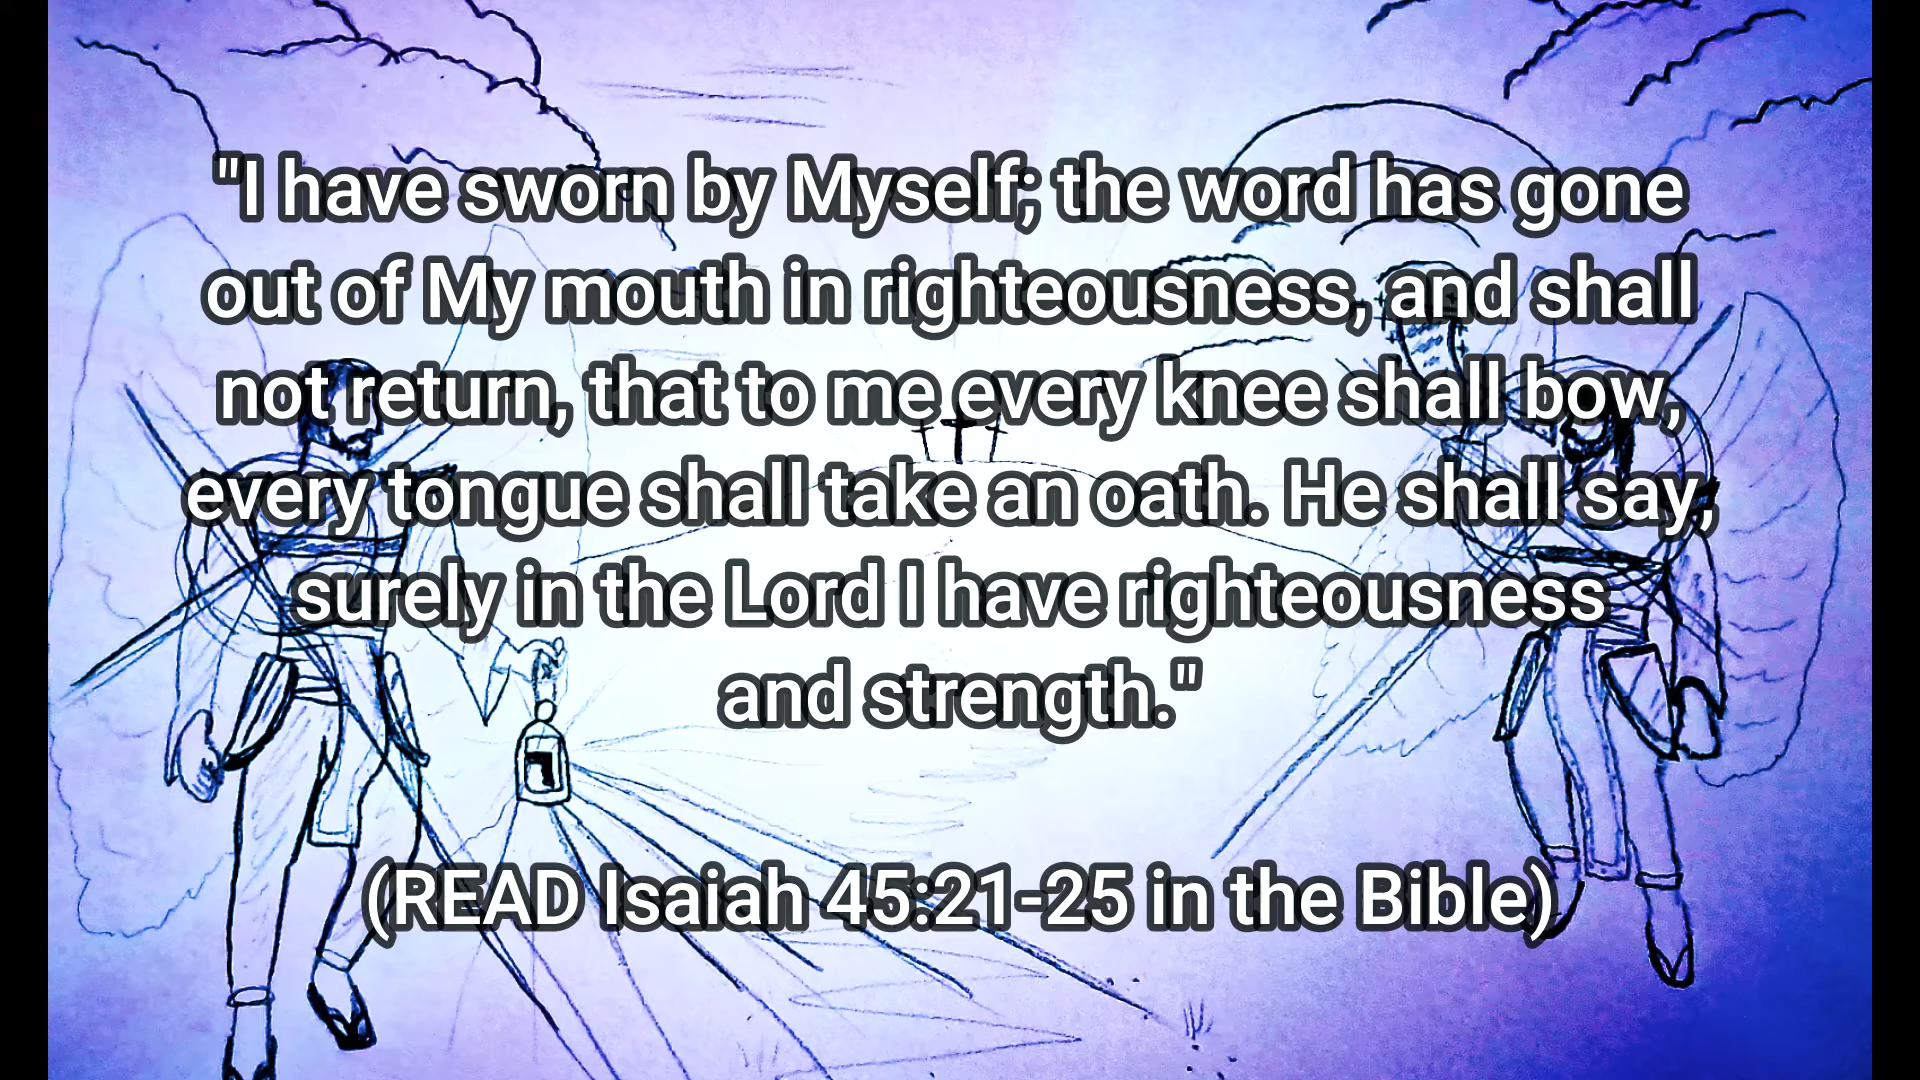 "I have sworn by Myself; the word has gone
out of My mouth in righteousness, and shall
not return, that to me every knee shall bow,
every tongue shall take an oath. He shall say,
surely in the Lord I have righteousness
and strength."
(READ Isaiah 45:21-25 in the Bible)